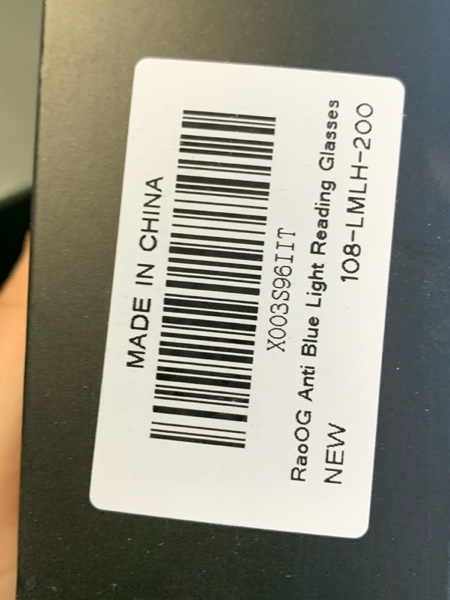 MADE IN CHINA
X003S96IIT
RaoOG Anti Blue Light Reading Glasses
NEW 108-LMLH-200